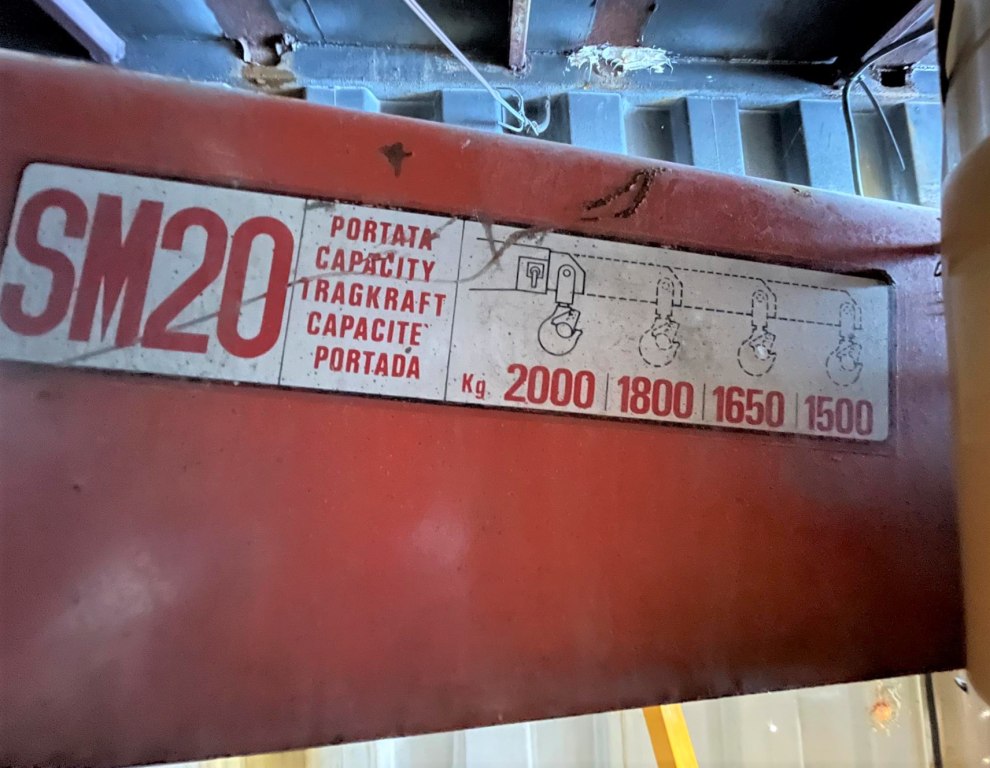 SM20
PORTATA
CAPACITY
TRAGKRAFT
CAPACITE`
PORTADA
Kg 2000 | 1800 | 1650 | 1500